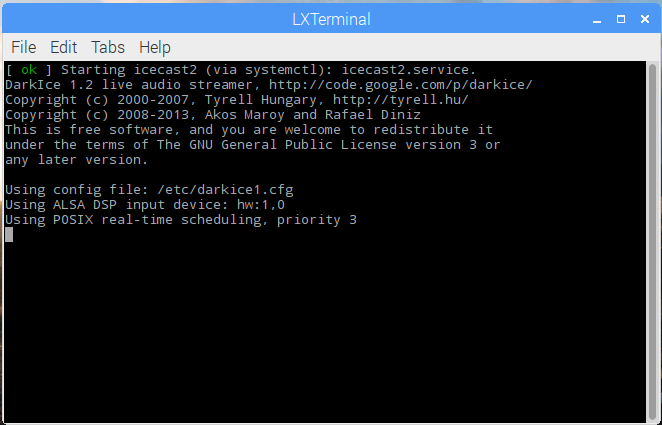 LXTerminal
File Edit Tabs Help
[ ok ] Starting icecast2 (via systemctl): icecast2.service.
DarkIce 1.2 live audio streamer, http://code.google.com/p/darkice/
Copyright (c) 2000-2007, Tyrell Hungary, http://tyrell.hu/
Copyright (c) 2008-2013, Akos Maroy and Rafael Diniz
This is free software, and you are welcome to redistribute it
under the terms of The GNU General Public License version 3 or
any later version.
Using config file: /etc/darkice1.cfg
Using ALSA DSP input device: hw:1,0
Using POSIX real-time scheduling, priority 3